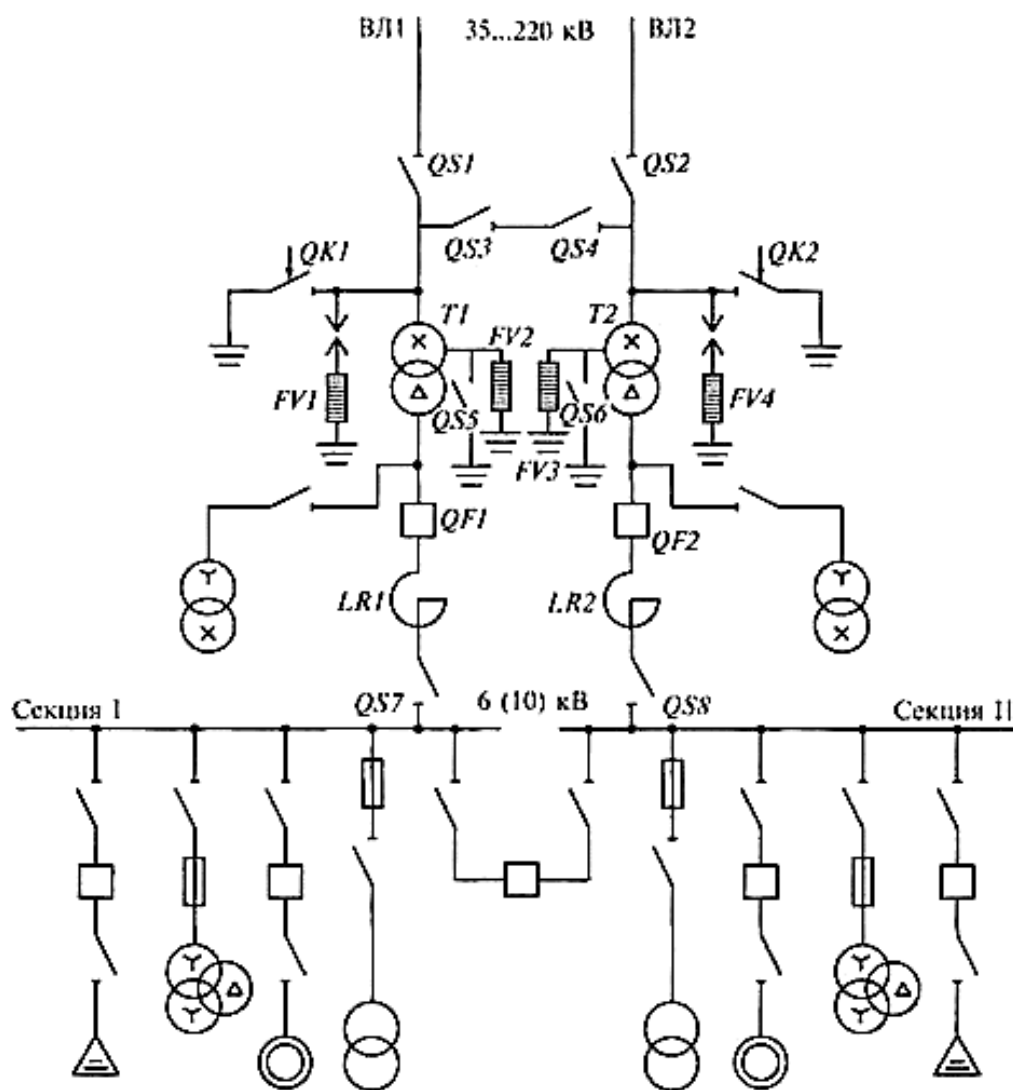 ВЛ1 35...220 кВ ВЛ2
QS1 QS2
QS3 QS4
QK1 QK2
T1 T2
FV2
FV1 QS5 QS6 FV4
FV3
QF1 QF2
LR1 LR2
Секция I QS7 6 (10) кВ QS8 Секция II